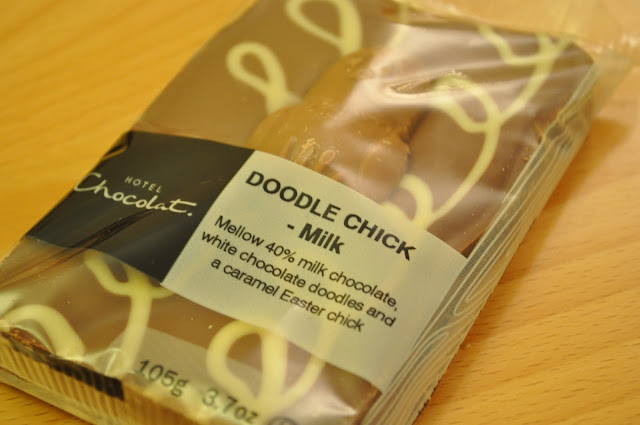 HOTEL
Chocolat.
DOODLE CHICK
- Milk
Mellow 40% milk chocolate,
white chocolate doodles and
a caramel Easter chick
105g 3.7oz